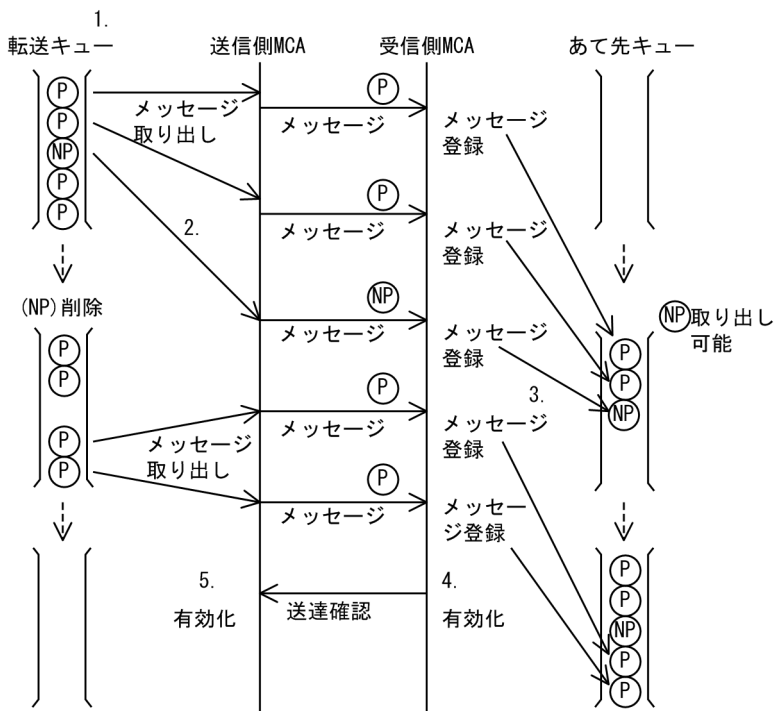 1.
転送キュー 送信側MCA 受信側MCA あて先キュー
P
P
メッセージ
取り出し
メッセージ
メッセージ
登録
P
NP
P
P
P
2.
メッセージ
メッセージ
登録
(NP)削除
NP
メッセージ
メッセージ
登録
NP取り出し
可能
P
P
P
P
NP
3.
P
メッセージ
メッセージ
登録
P
P
メッセージ
取り出し
P
メッセージ
メッセー
ジ登録
5.
有効化
送達確認
4.
有効化
P
P
NP
P
P